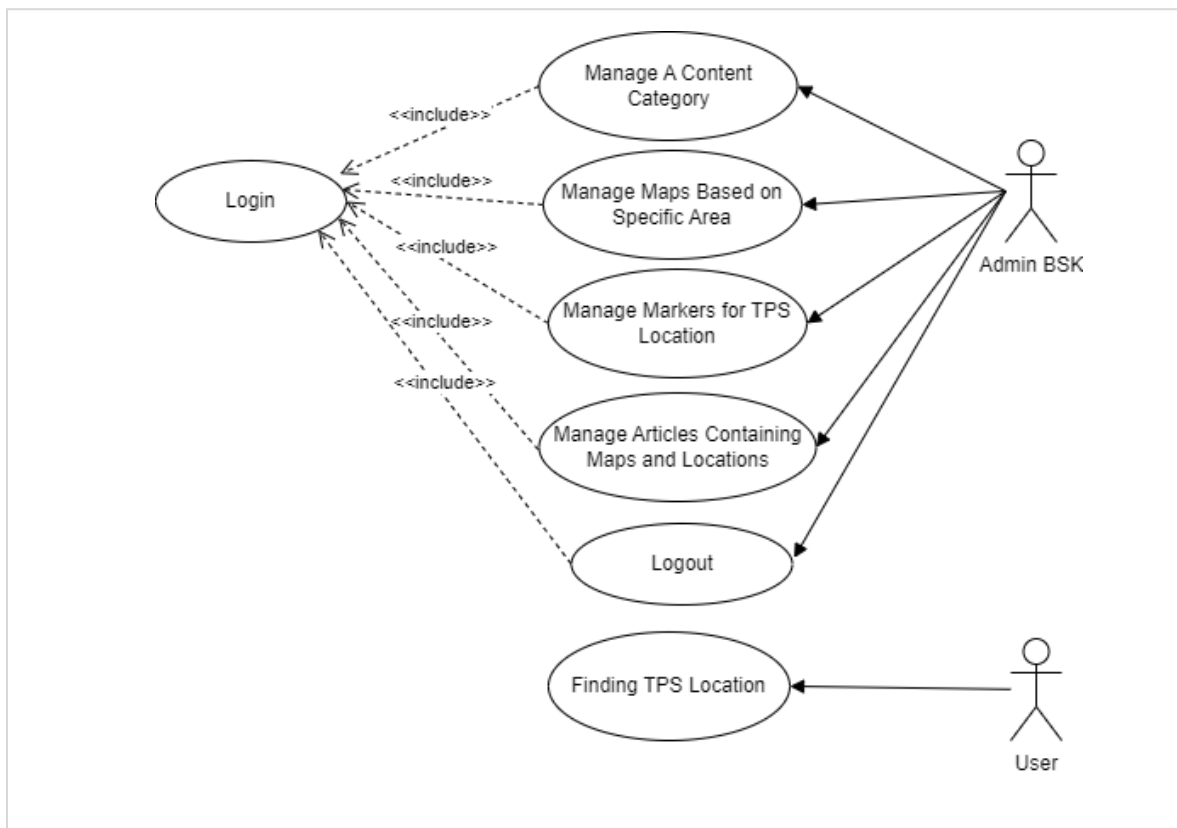 Manage A Content
Category
<<include>>
<<include>>
Login
Manage Maps Based on
Specific Area
Admin BSK
<<include>>
Manage Markers for TPS
Location
<<include>>
<<include>>
Manage Articles Containing
Maps and Locations
Logout
Finding TPS Location
User